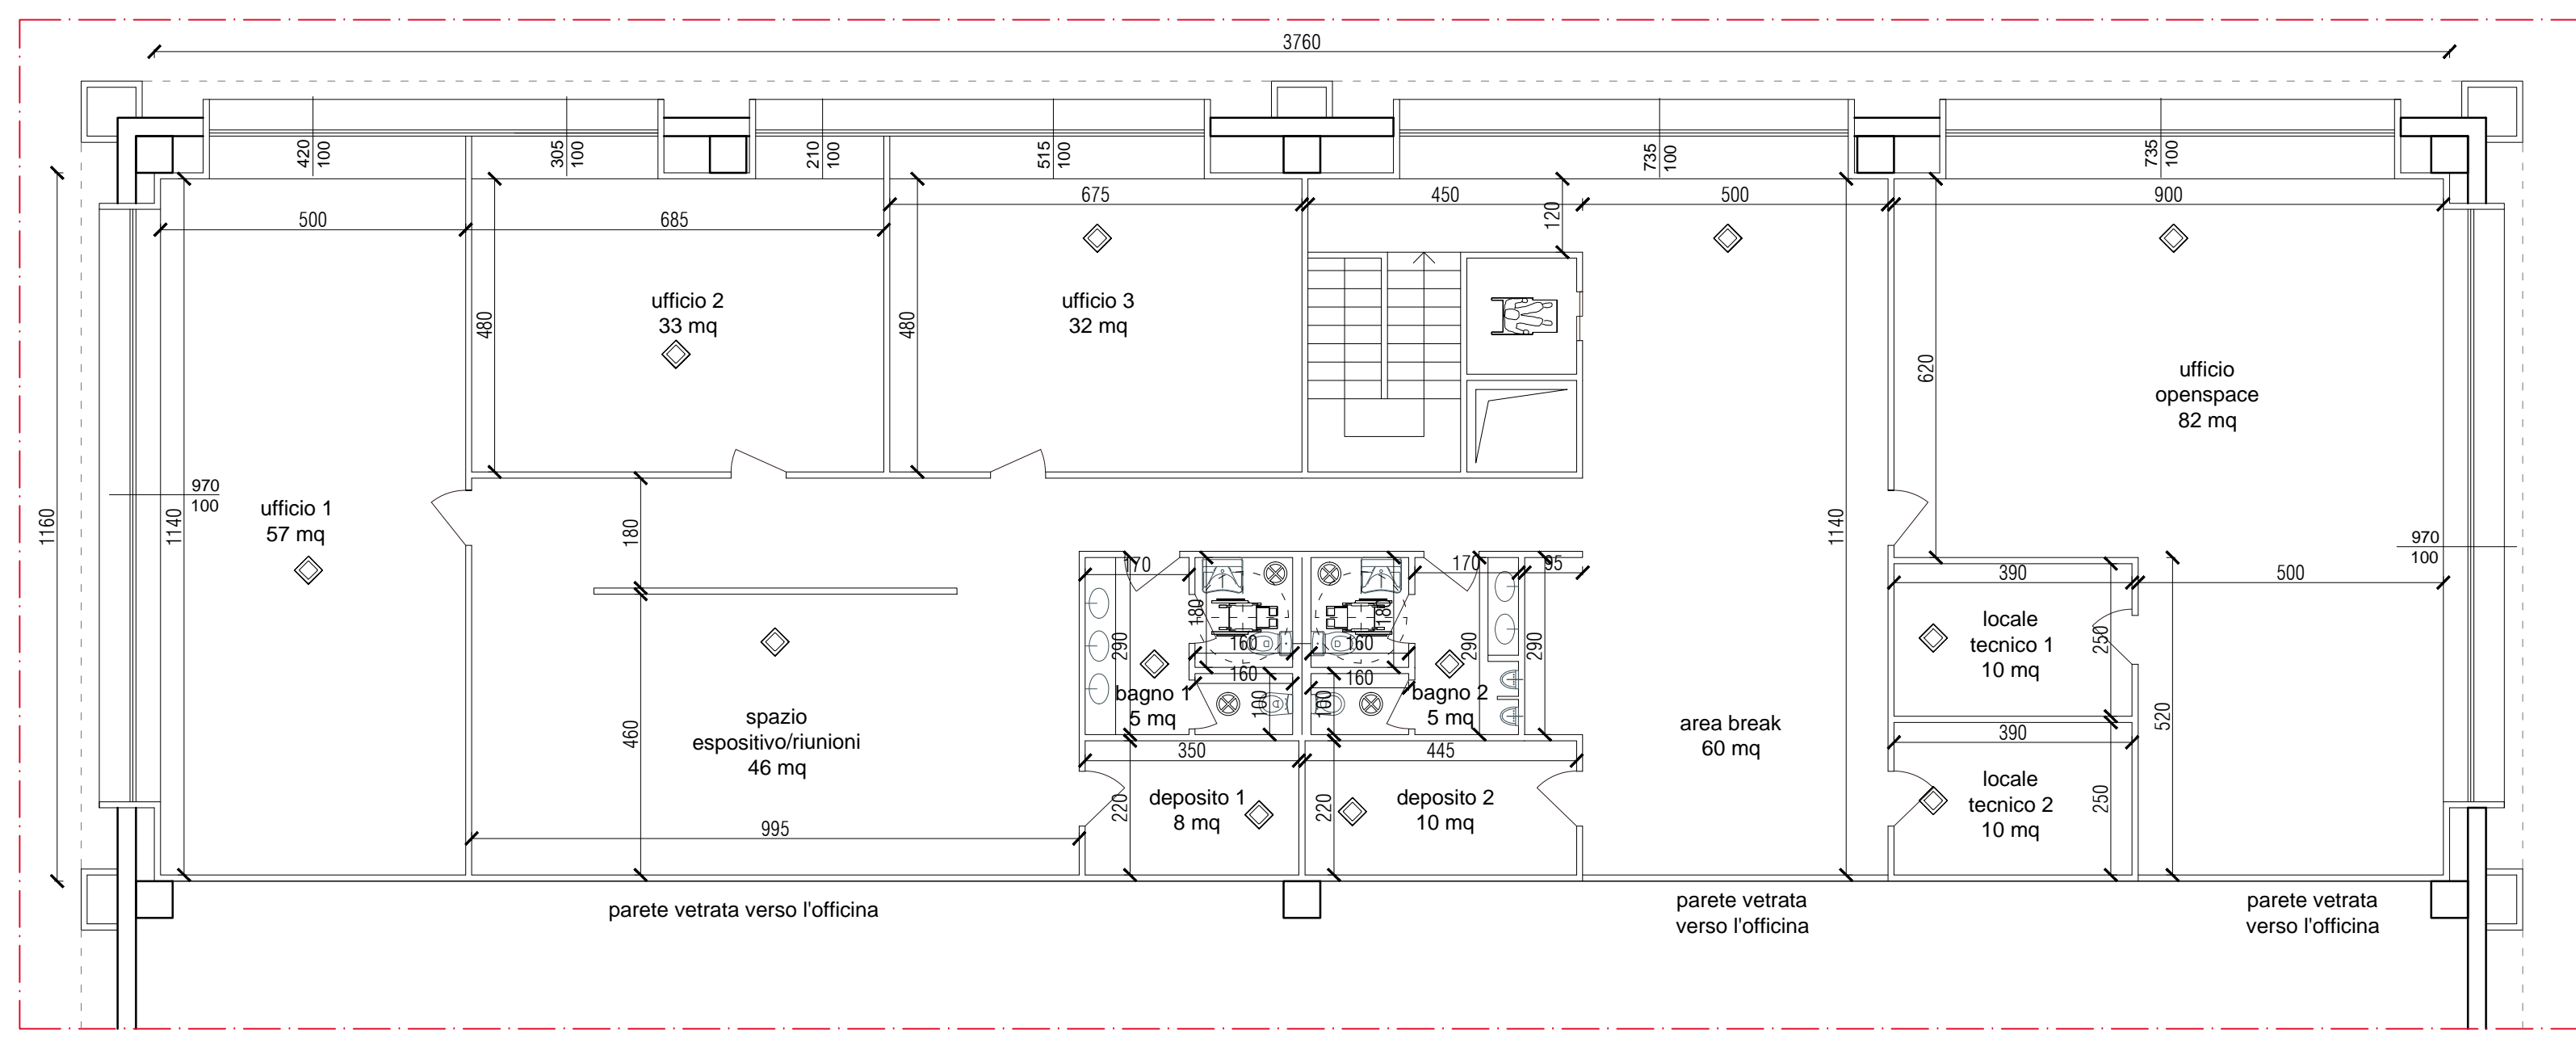 3760
420
100
305
100
210
100
515
100
735
100
735
100
500
685
675
450
120
500
900
ufficio 2
33 mq
480
ufficio 3
32 mq
480
ufficio
openspace
82 mq
620
1160
1140
970
100
ufficio 1
57 mq
180
1140
970
100
170
170
95
390
500
180
160
160
180
290
160
160
290
290
100
100
bagno 1
5 mq
bagno 2
5 mq
locale
tecnico 1
10 mq
250
520
spazio
espositivo/riunioni
46 mq
460
area break
60 mq
390
350
445
220
deposito 1
8 mq
220
deposito 2
10 mq
locale
tecnico 2
10 mq
250
995
parete vetrata verso l'officina
parete vetrata
verso l'officina
parete vetrata
verso l'officina